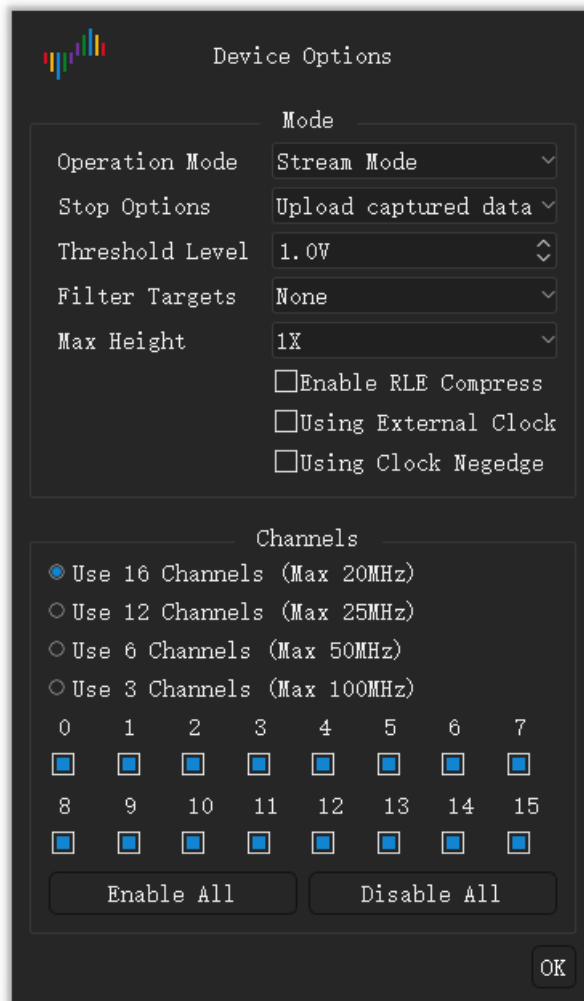 Device Options
Mode
Operation Mode Stream Mode
Stop Options Upload captured data
Threshold Level 1.0V
Filter Targets None
Max Height 1X
Enable RLE Compress
Using External Clock
Using Clock Negedge
Channels
Use 16 Channels (Max 20MHz)
Use 12 Channels (Max 25MHz)
Use 6 Channels (Max 50MHz)
Use 3 Channels (Max 100MHz)
0 1 2 3 4 5 6 7
8 9 10 11 12 13 14 15
Enable All Disable All
OK